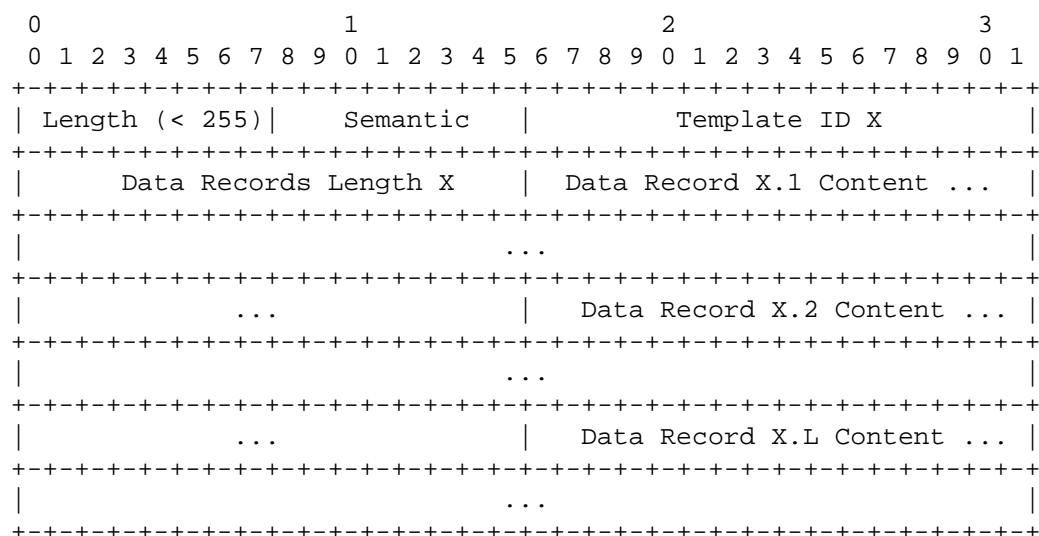 0                   1                   2                   3
 0 1 2 3 4 5 6 7 8 9 0 1 2 3 4 5 6 7 8 9 0 1 2 3 4 5 6 7 8 9 0 1
+-+-+-+-+-+-+-+-+-+-+-+-+-+-+-+-+-+-+-+-+-+-+-+-+-+-+-+-+-+-+-+-+
| Length (< 255)|    Semantic   |         Template ID X         |
+-+-+-+-+-+-+-+-+-+-+-+-+-+-+-+-+-+-+-+-+-+-+-+-+-+-+-+-+-+-+-+-+
|      Data Records Length X    |  Data Record X.1 Content ...  |
+-+-+-+-+-+-+-+-+-+-+-+-+-+-+-+-+-+-+-+-+-+-+-+-+-+-+-+-+-+-+-+-+
|                              ...                              |
+-+-+-+-+-+-+-+-+-+-+-+-+-+-+-+-+-+-+-+-+-+-+-+-+-+-+-+-+-+-+-+-+
|             ...               |   Data Record X.2 Content ... |
+-+-+-+-+-+-+-+-+-+-+-+-+-+-+-+-+-+-+-+-+-+-+-+-+-+-+-+-+-+-+-+-+
|                              ...                              |
+-+-+-+-+-+-+-+-+-+-+-+-+-+-+-+-+-+-+-+-+-+-+-+-+-+-+-+-+-+-+-+-+
|             ...               |   Data Record X.L Content ... |
+-+-+-+-+-+-+-+-+-+-+-+-+-+-+-+-+-+-+-+-+-+-+-+-+-+-+-+-+-+-+-+-+
|                              ...                              |
+-+-+-+-+-+-+-+-+-+-+-+-+-+-+-+-+-+-+-+-+-+-+-+-+-+-+-+-+-+-+-+-+